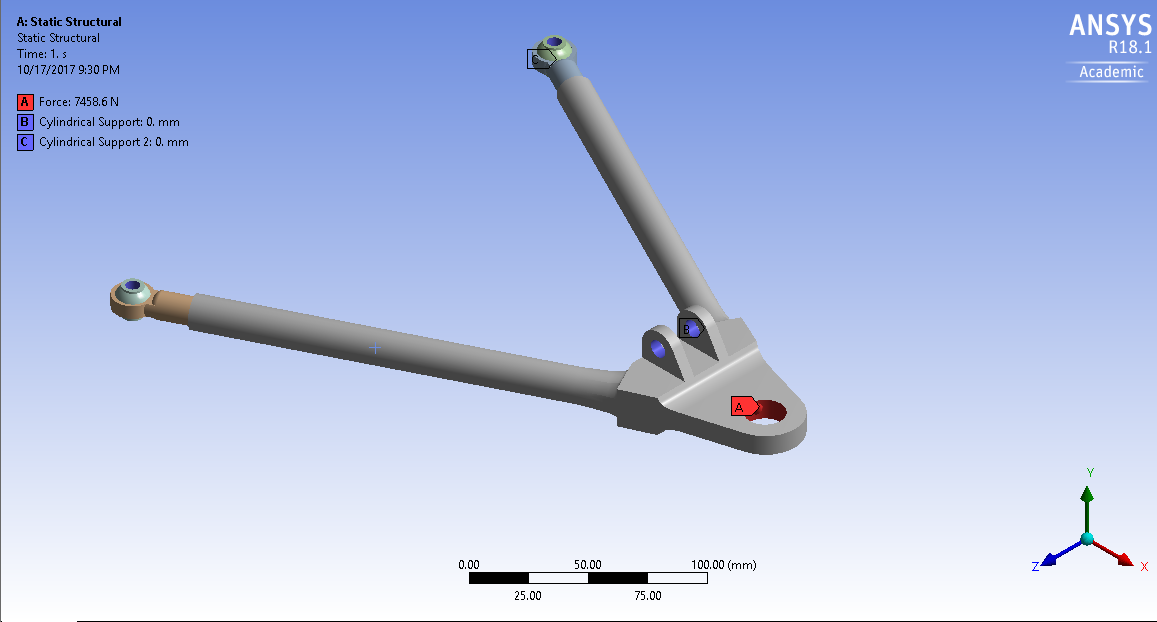 A: Static Structural
Static Structural
Time: 1. s
10/17/2017 9:30 PM
A Force: 7458.6 N
B Cylindrical Support: 0. mm
C Cylindrical Support 2: 0. mm
ANSYS
R18.1
Academic
C
B
A
0.00 50.00 100.00 (mm)
25.00 75.00
Y
Z X